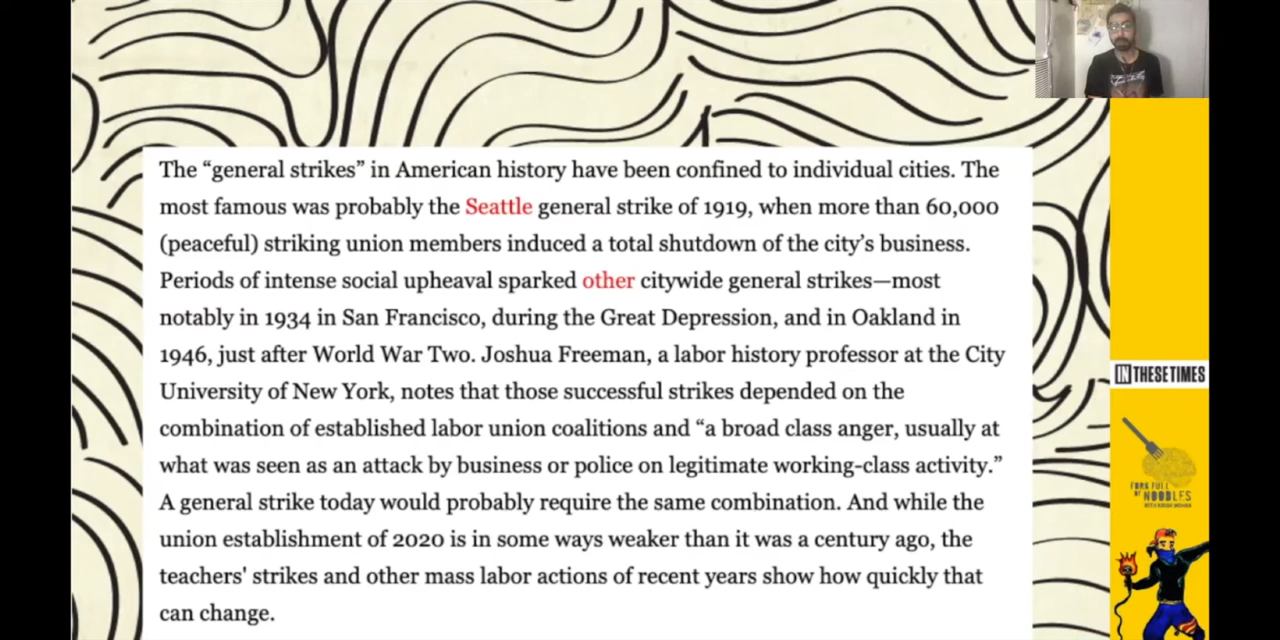 The “general strikes” in American history have been confined to individual cities. The
most famous was probably the Seattle general strike of 1919, when more than 60,000
(peaceful) striking union members induced a total shutdown of the city’s business.
Periods of intense social upheaval sparked other citywide general strikes—most
notably in 1934 in San Francisco, during the Great Depression, and in Oakland in
1946, just after World War Two. Joshua Freeman, a labor history professor at the City
University of New York, notes that those successful strikes depended on the
combination of established labor union coalitions and “a broad class anger, usually at
what was seen as an attack by business or police on legitimate working-class activity.”
A general strike today would probably require the same combination. And while the
union establishment of 2020 is in some ways weaker than it was a century ago, the
teachers' strikes and other mass labor actions of recent years show how quickly that
can change.
IN THESE TIMES
FORK FULL
OF NOODLES